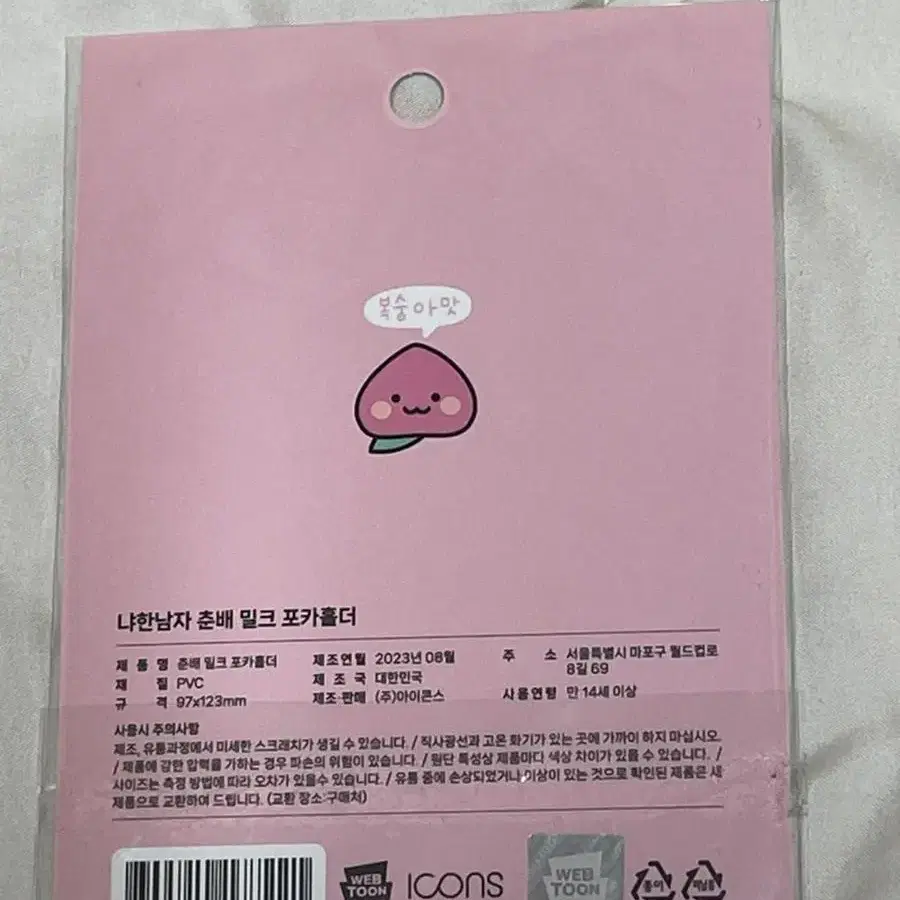 복숭아맛
냐한남자 춘배 밀크 포카홀더
제 품 명 춘배 밀크 포카홀더
재 질 PVC
규 격 97x123mm
제조연월 2023년 08월
제 조 국 대한민국
제조·판매 (주)아이콘스
주 소 서울특별시 마포구 월드컵로
8길 69
사용연령 만 14세 이상
사용시 주의사항
제조, 유통과정에서 미세한 스크래치가 생길 수 있습니다. / 직사광선과 고온 화기가 있는 곳에 가까이 하지 마십시오.
/ 제품에 강한 압력을 가하는 경우 파손의 위험이 있습니다. / 원단 특성상 제품마다 색상 차이가 있을 수 있습니다. /
사이즈는 측정 방법에 따라 오차가 있을수 있습니다. / 유통 중에 손상되었거나 이상이 있는 것으로 확인된 제품은 새
제품으로 교환하여 드립니다. (교환 장소:구매처)
WEB
TOON
ICONS
WEB
TOON
종이